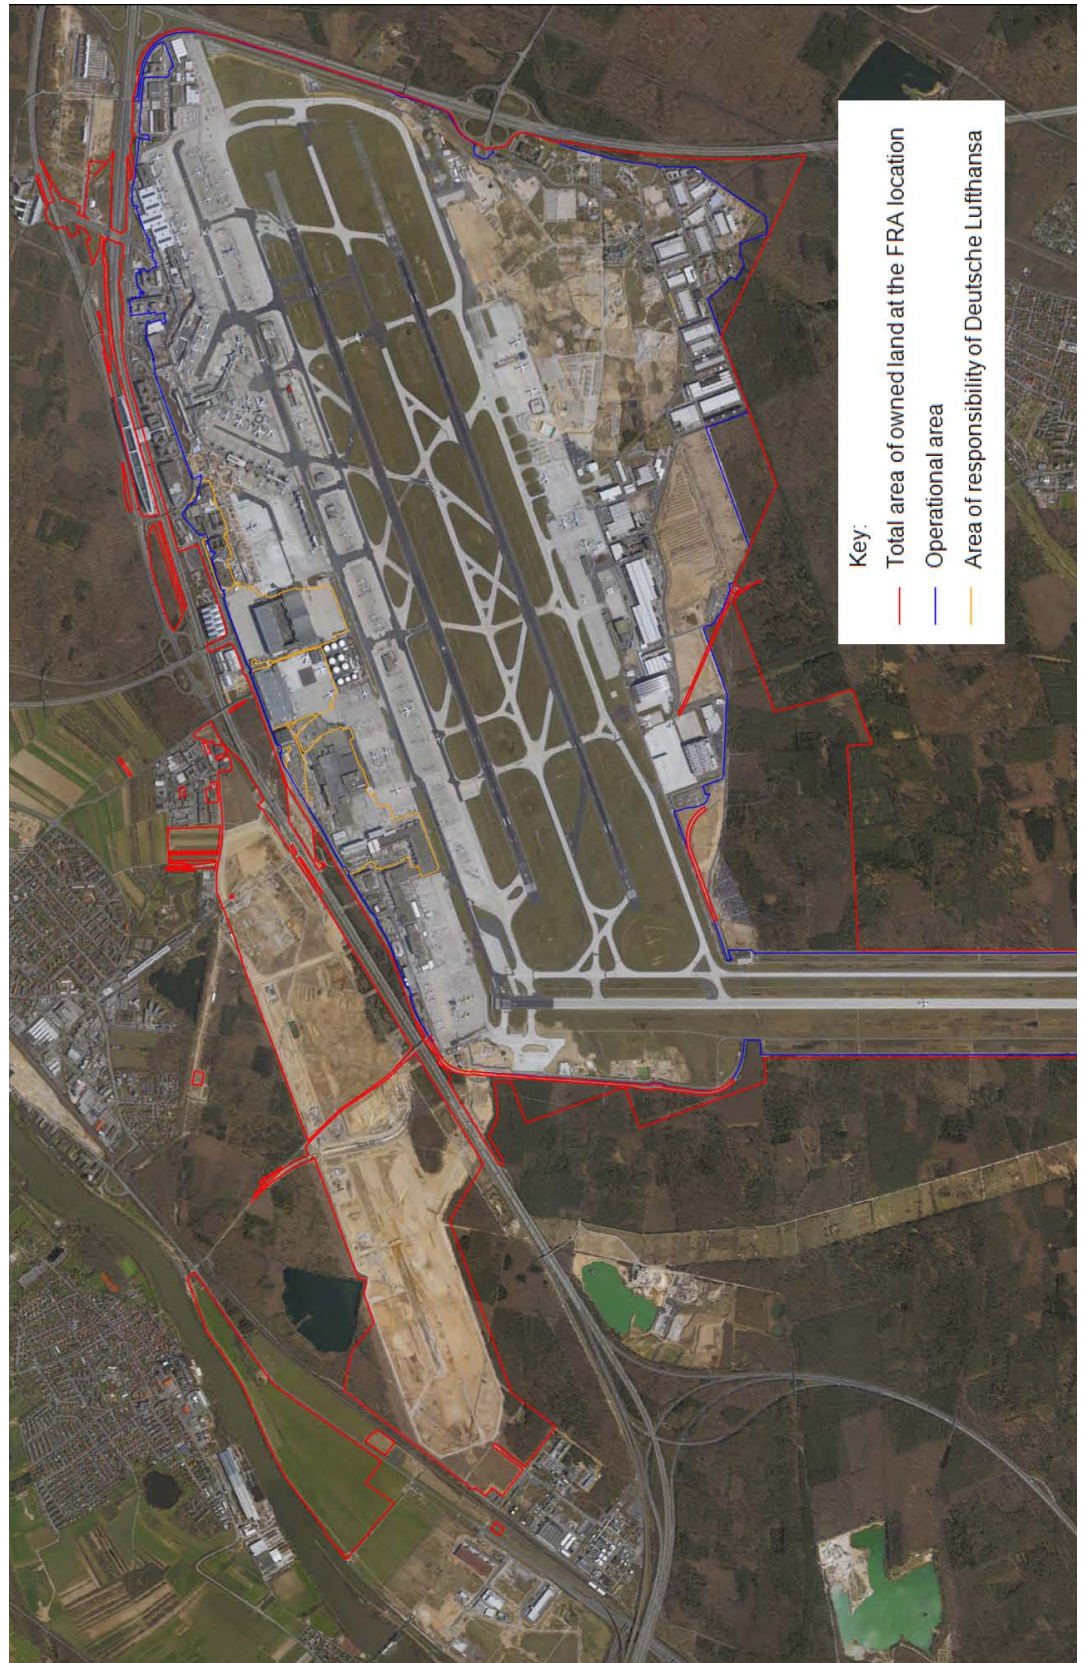 Key:
Total area of owned land at the FRA location
Operational area
Area of responsibility of Deutsche Lufthansa